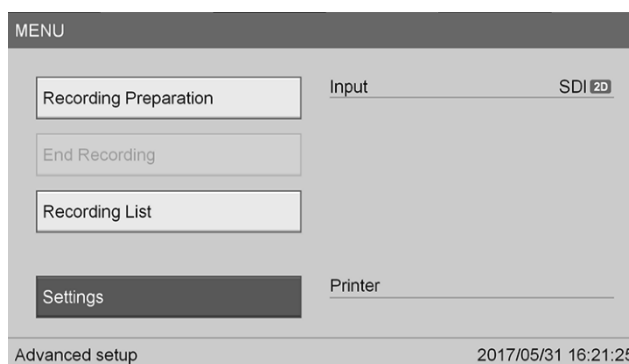 MENU
Recording Preparation
Input SDI 2D
End Recording
Recording List
Settings
Printer
Advanced setup 2017/05/31 16:21:25